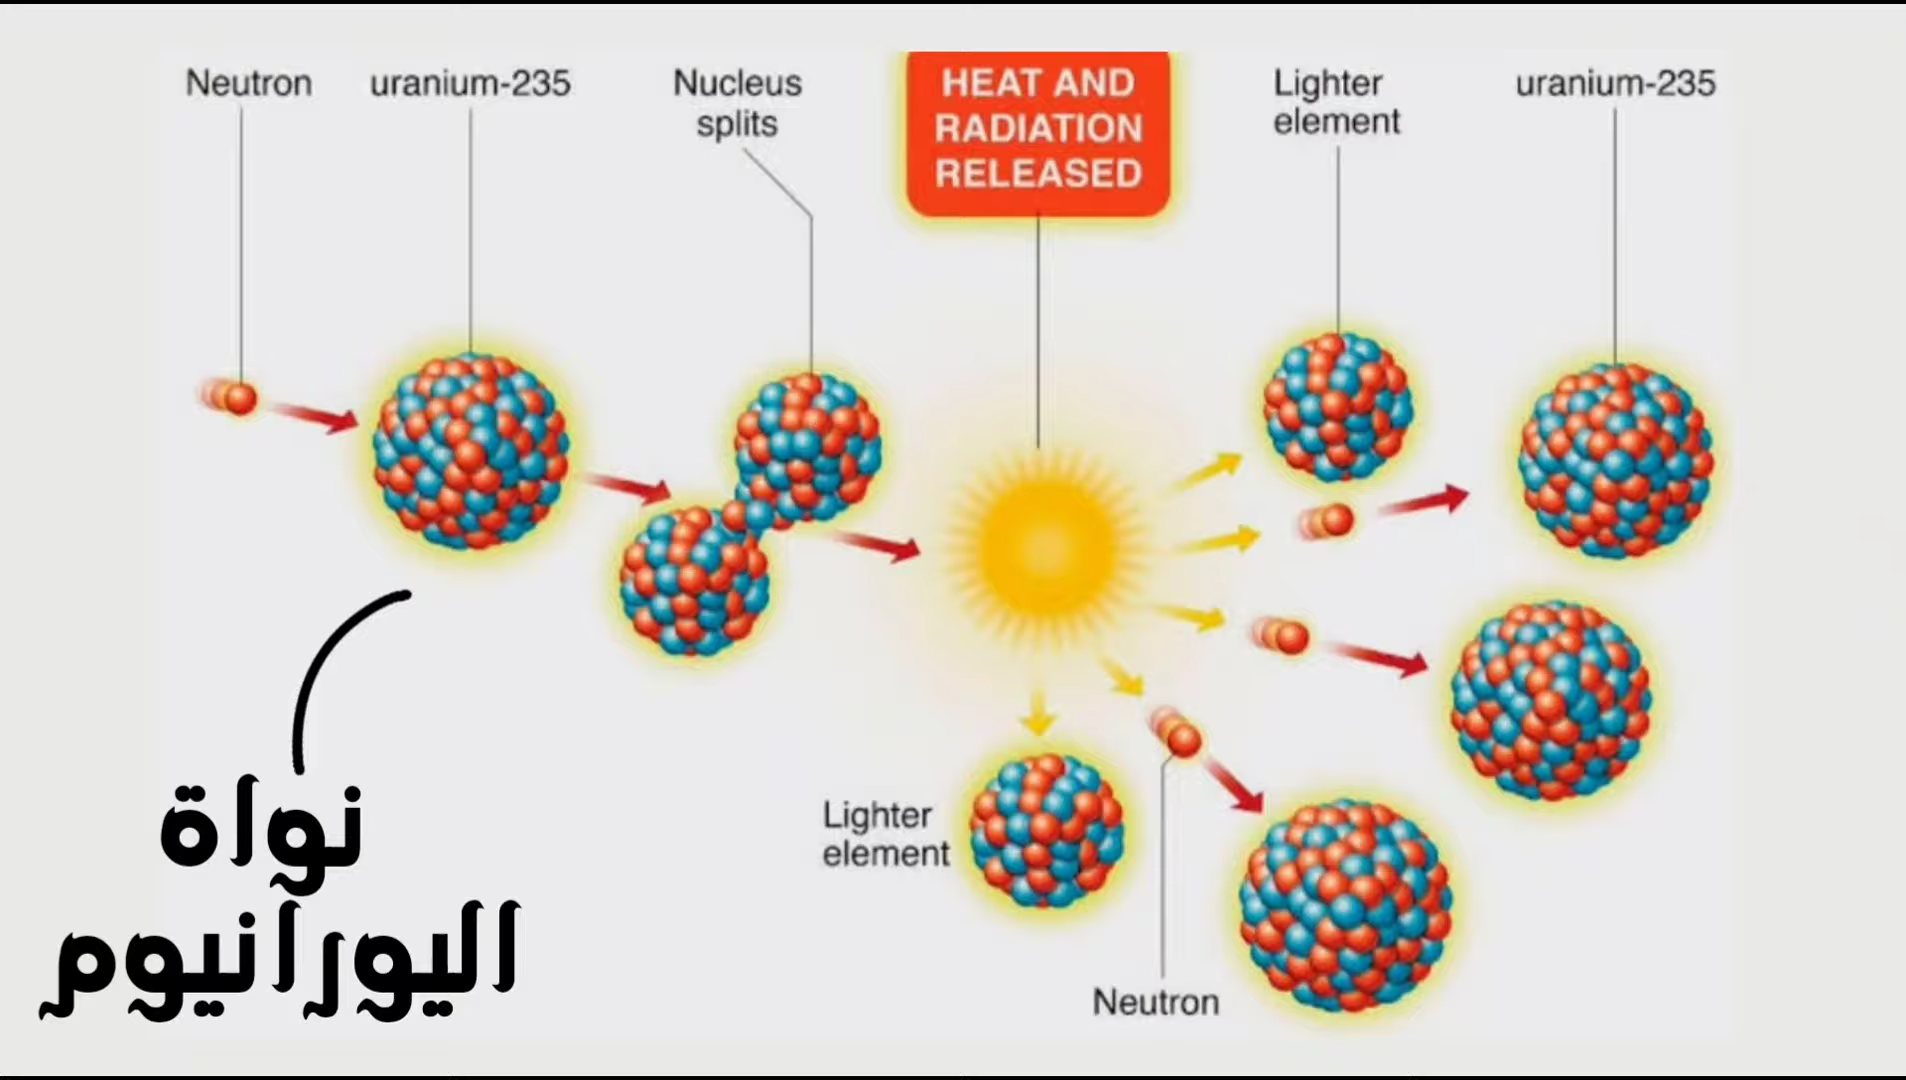 Neutron
uranium-235
Nucleus
splits
HEAT AND
RADIATION
RELEASED
Lighter
element
uranium-235
نواة
اليورانيوم
Lighter
element
Neutron